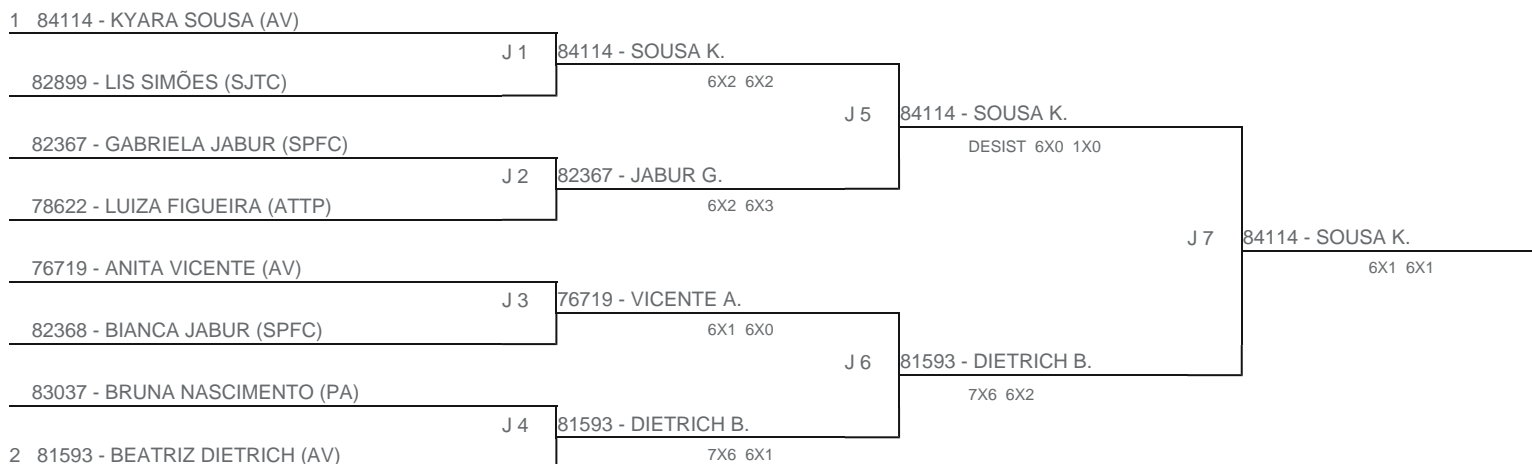 1 84114 - KYARA SOUSA (AV)
J 1 84114 - SOUSA K.
82899 - LIS SIMÕES (SJTC)
6X2 6X2
J 5 84114 - SOUSA K.
82367 - GABRIELA JABUR (SPFC)
DESIST 6X0 1X0
J 2 82367 - JABUR G.
78622 - LUIZA FIGUEIRA (ATTP)
6X2 6X3
J 7 84114 - SOUSA K.
76719 - ANITA VICENTE (AV)
6X1 6X1
J 3 76719 - VICENTE A.
82368 - BIANCA JABUR (SPFC)
6X1 6X0
J 6 81593 - DIETRICH B.
83037 - BRUNA NASCIMENTO (PA)
7X6 6X2
J 4 81593 - DIETRICH B.
2 81593 - BEATRIZ DIETRICH (AV)
7X6 6X1